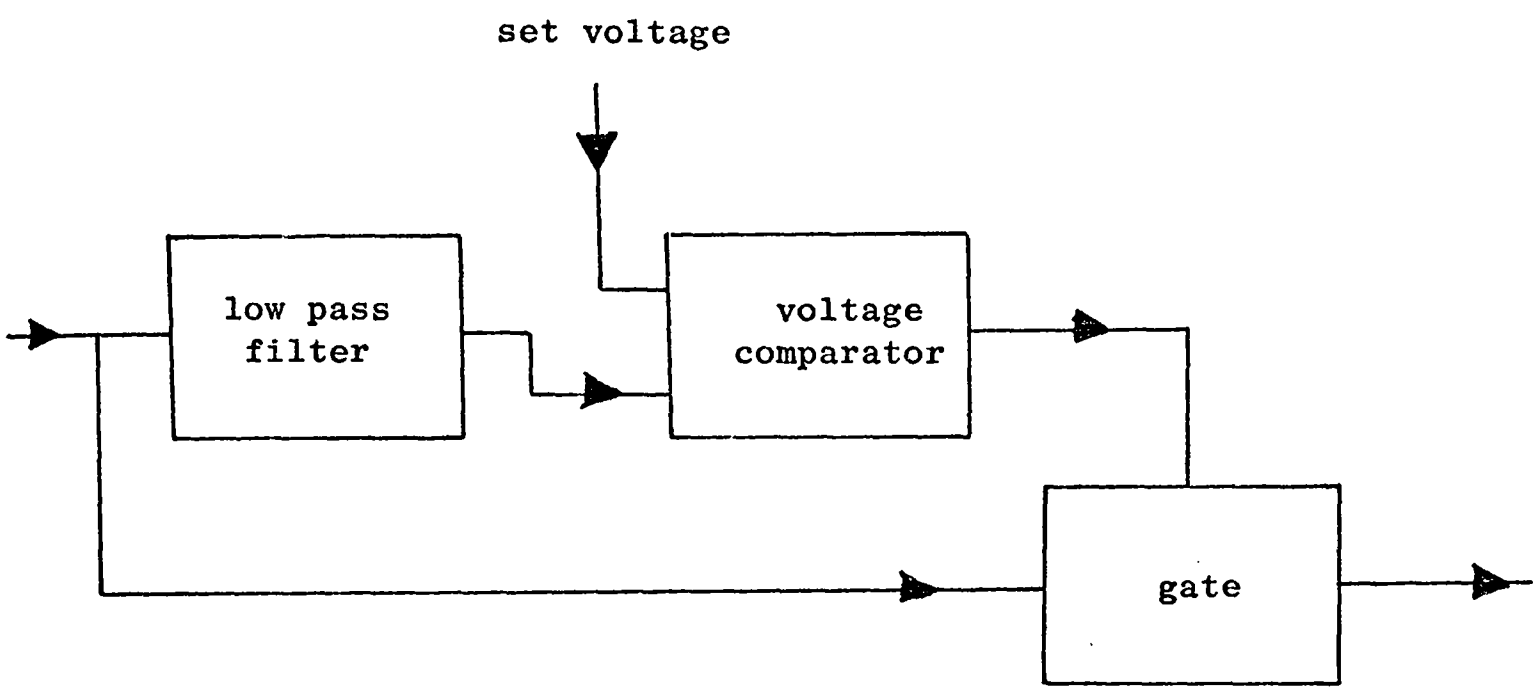 set voltage
low pass
filter
voltage
comparator
gate